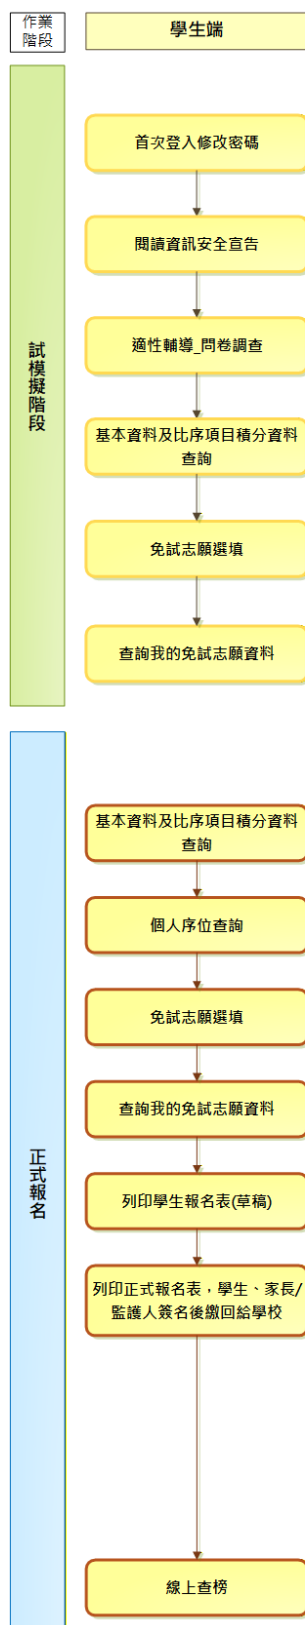 作業
階段
學生端
試模擬階段
首次登入修改密碼
閱讀資訊安全宣告
適性輔導_問卷調查
基本資料及比序項目積分資料
查詢
免試志願選填
查詢我的免試志願資料
正式報名
基本資料及比序項目積分資料
查詢
個人序位查詢
免試志願選填
查詢我的免試志願資料
列印學生報名表(草稿)
列印正式報名表，學生、家長/
監護人簽名後繳回給學校
線上查榜